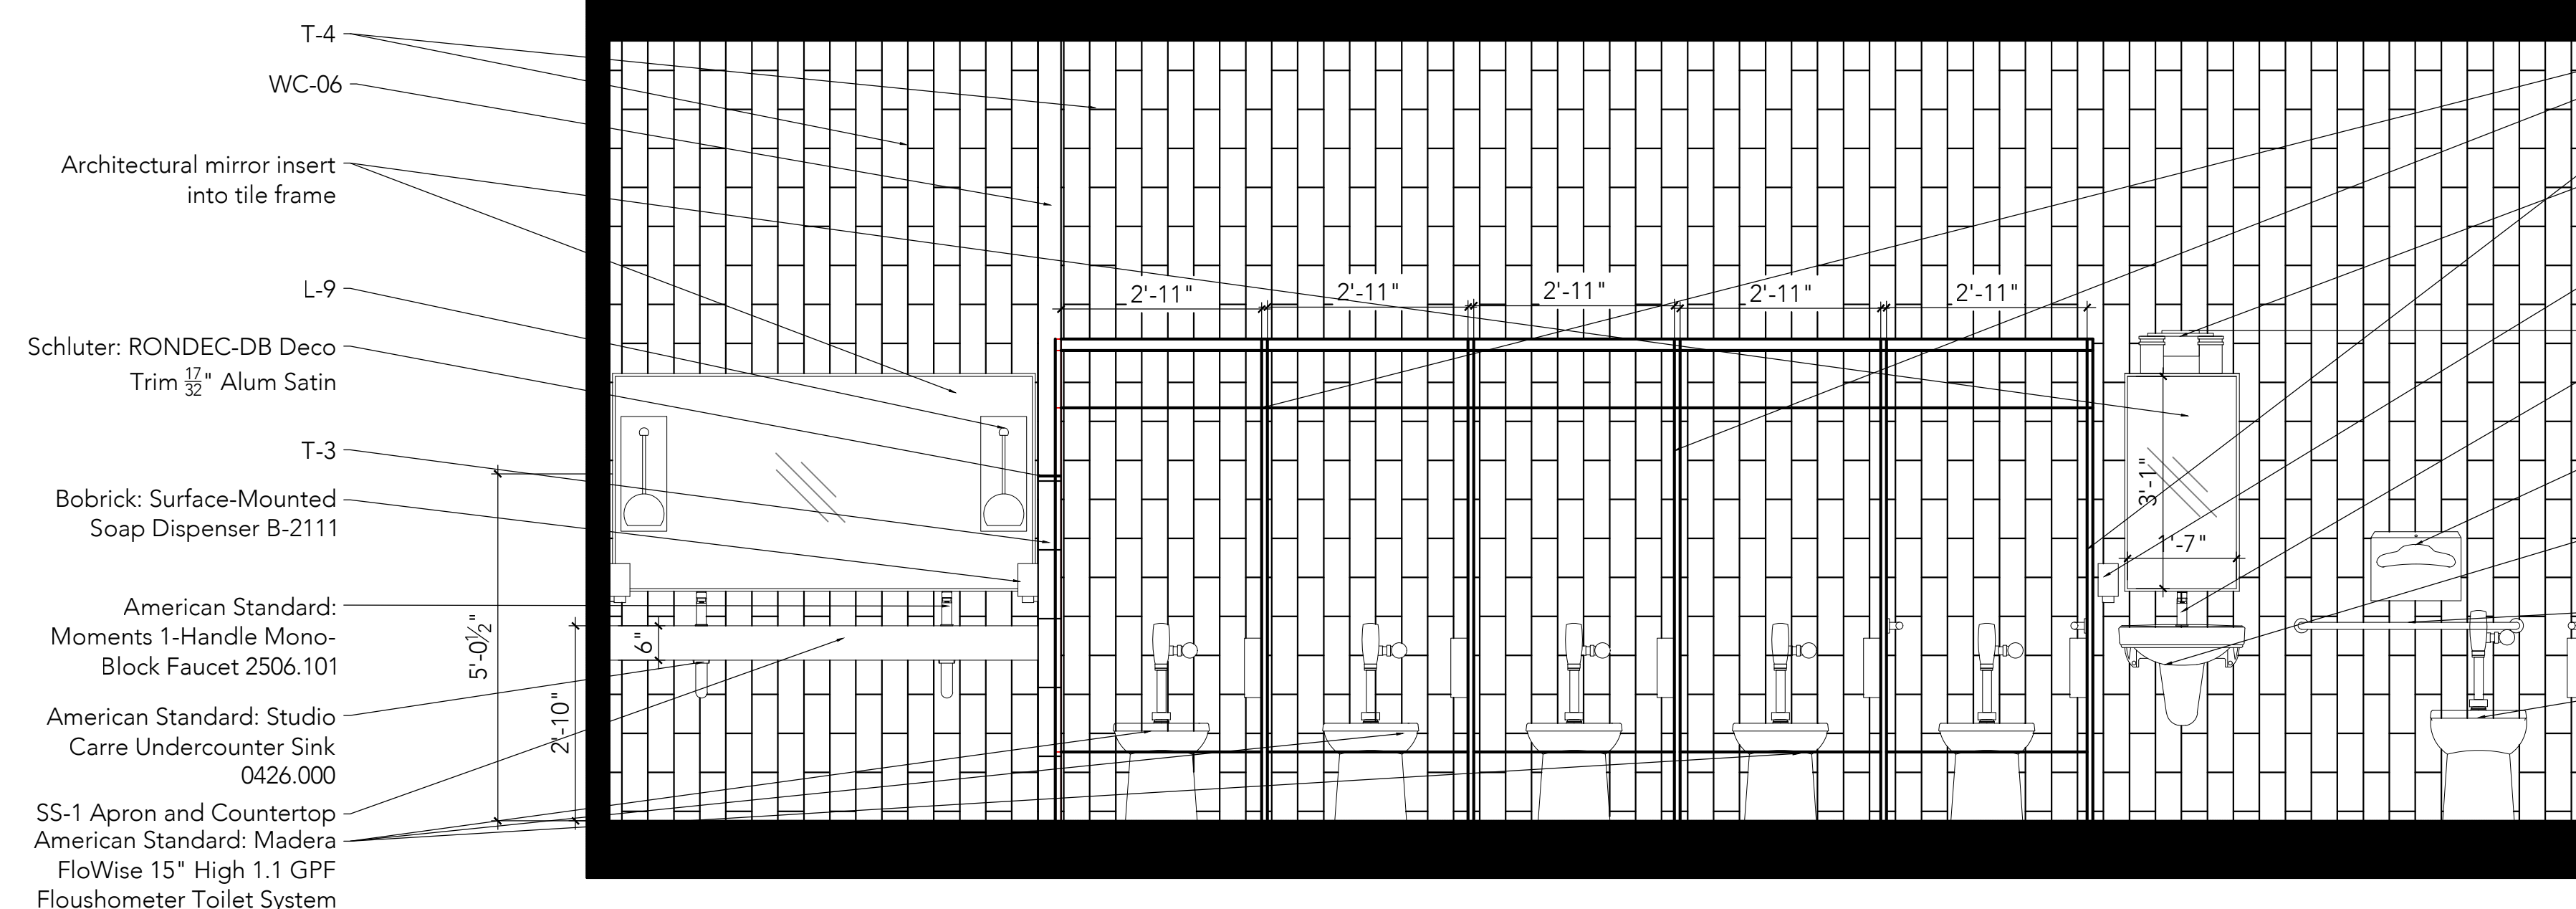 T-4
WC-06
Architectural mirror insert
into tile frame
L-9
Schluter: RONDEC-DB Deco
Trim 17/32" Alum Satin
T-3
Bobrick: Surface-Mounted
Soap Dispenser B-2111
American Standard:
Moments 1-Handle Mono-
Block Faucet 2506.101
American Standard: Studio
Carre Undercounter Sink
0426.000
SS-1 Apron and Countertop
American Standard: Madera
FloWise 15" High 1.1 GPF
Floushometer Toilet System
5'-0½"
2'-10"
6"
2'-11"
2'-11"
2'-11"
2'-11"
2'-11"
3'-1"
1'-7"